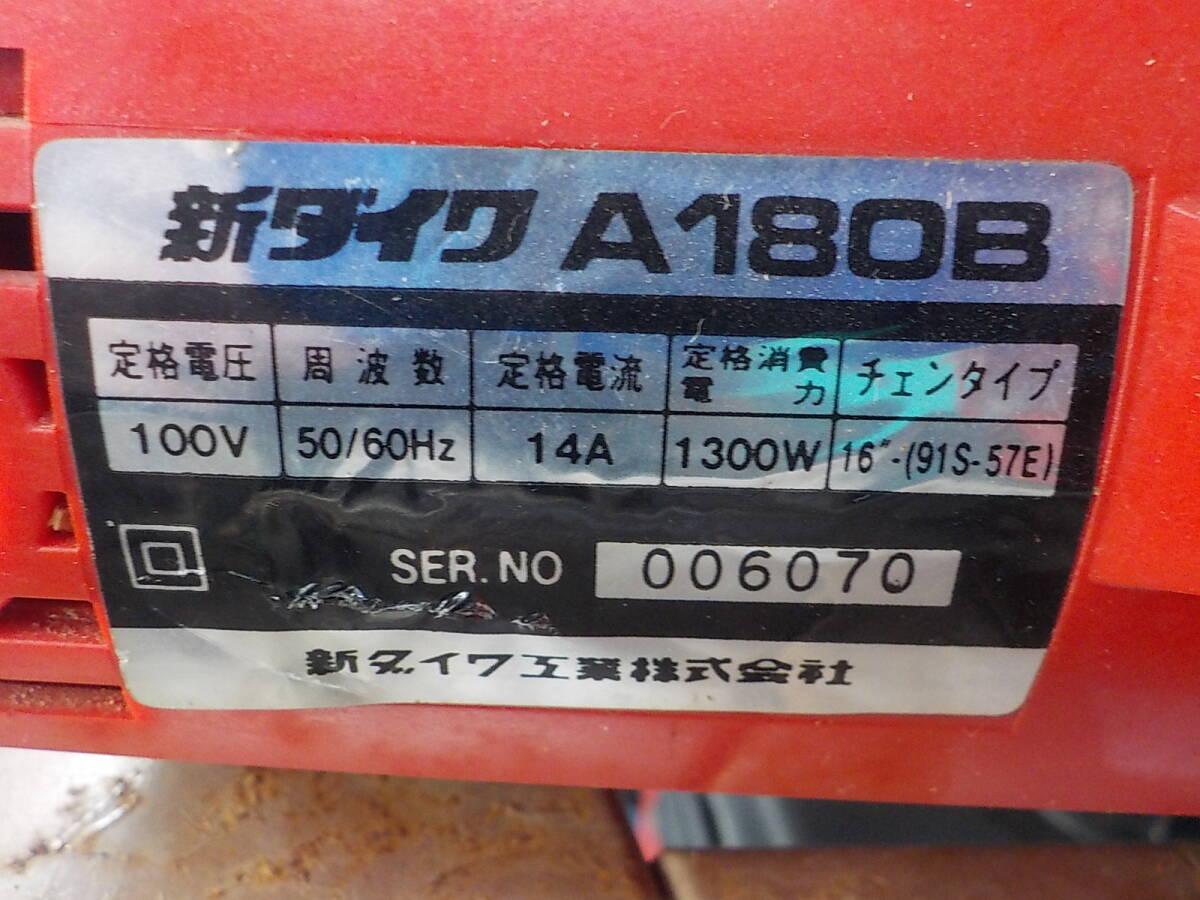 新ダイワ A180B
定格電圧 周波数 定格電流 定格消費電力 チェンタイプ
100V 50/60Hz 14A 1300W 16"-(91S-57E)
SER. NO 006070
新ダイワ工業株式会社